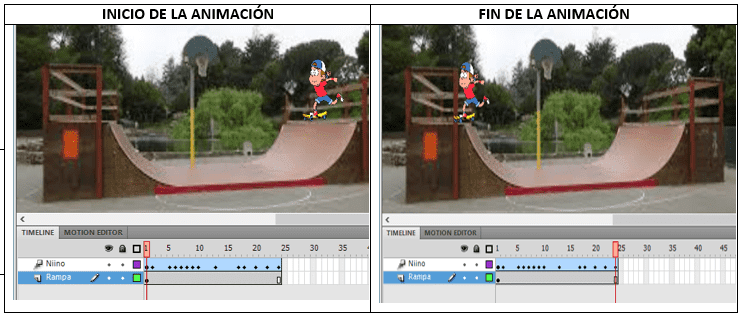 INICIO DE LA ANIMACIÓN
TIMELINE MOTION EDITOR
1 5 10 15 20 25 30 35 4
Niino
Rampa
FIN DE LA ANIMACIÓN
TIMELINE MOTION EDITOR
1 5 10 15 20 25 30 35 40 45
Niino
Rampa